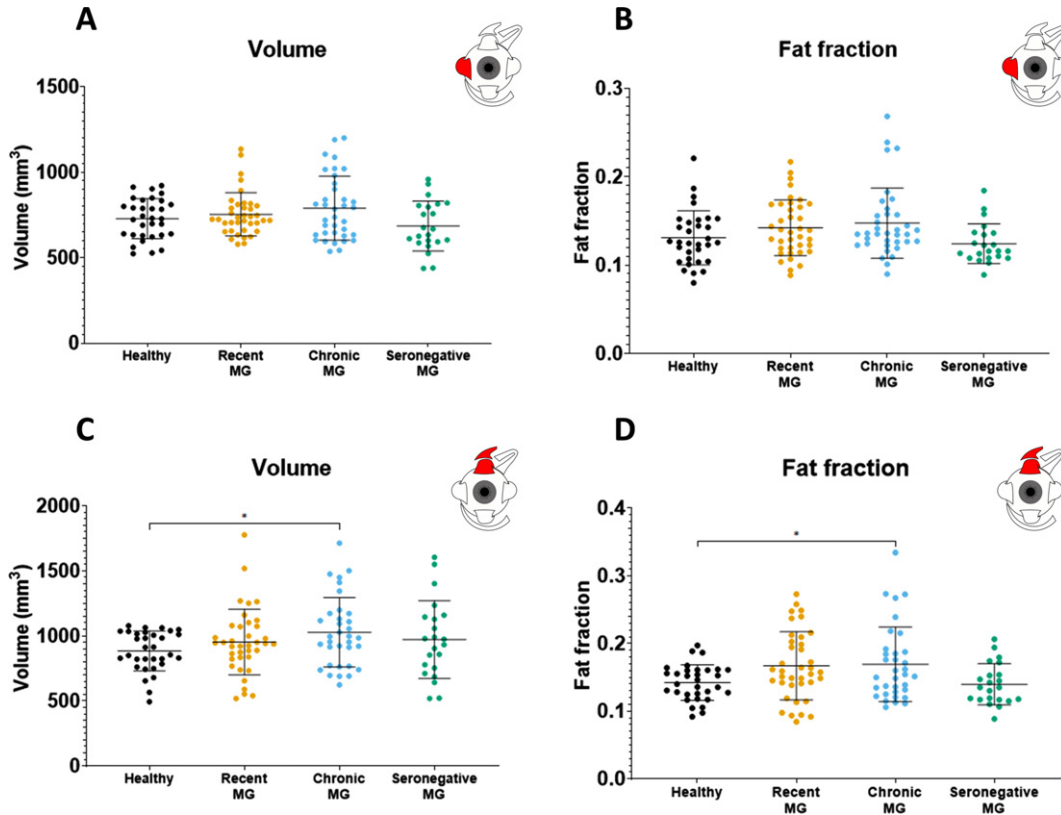 A
Volume
Volume (mm³)
1500
1000
500
0
Healthy
Recent
MG
Chronic
MG
Seronegative
MG
B
Fat fraction
Fat fraction
0.3
0.2
0.1
0.0
Healthy
Recent
MG
Chronic
MG
Seronegative
MG
C
Volume
Volume (mm³)
2000
1500
1000
500
0
*
Healthy
Recent
MG
Chronic
MG
Seronegative
MG
D
Fat fraction
Fat fraction
0.4
0.3
0.2
0.1
0.0
*
Healthy
Recent
MG
Chronic
MG
Seronegative
MG